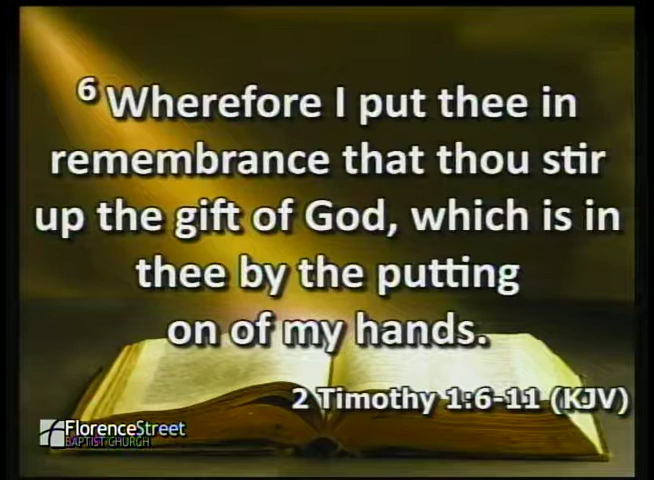 6 Wherefore I put thee in
remembrance that thou stir
up the gift of God, which is in
thee by the putting
on of my hands.
2 Timothy 1:6-11 (KJV)
FlorenceStreet
BAPTIST CHURCH